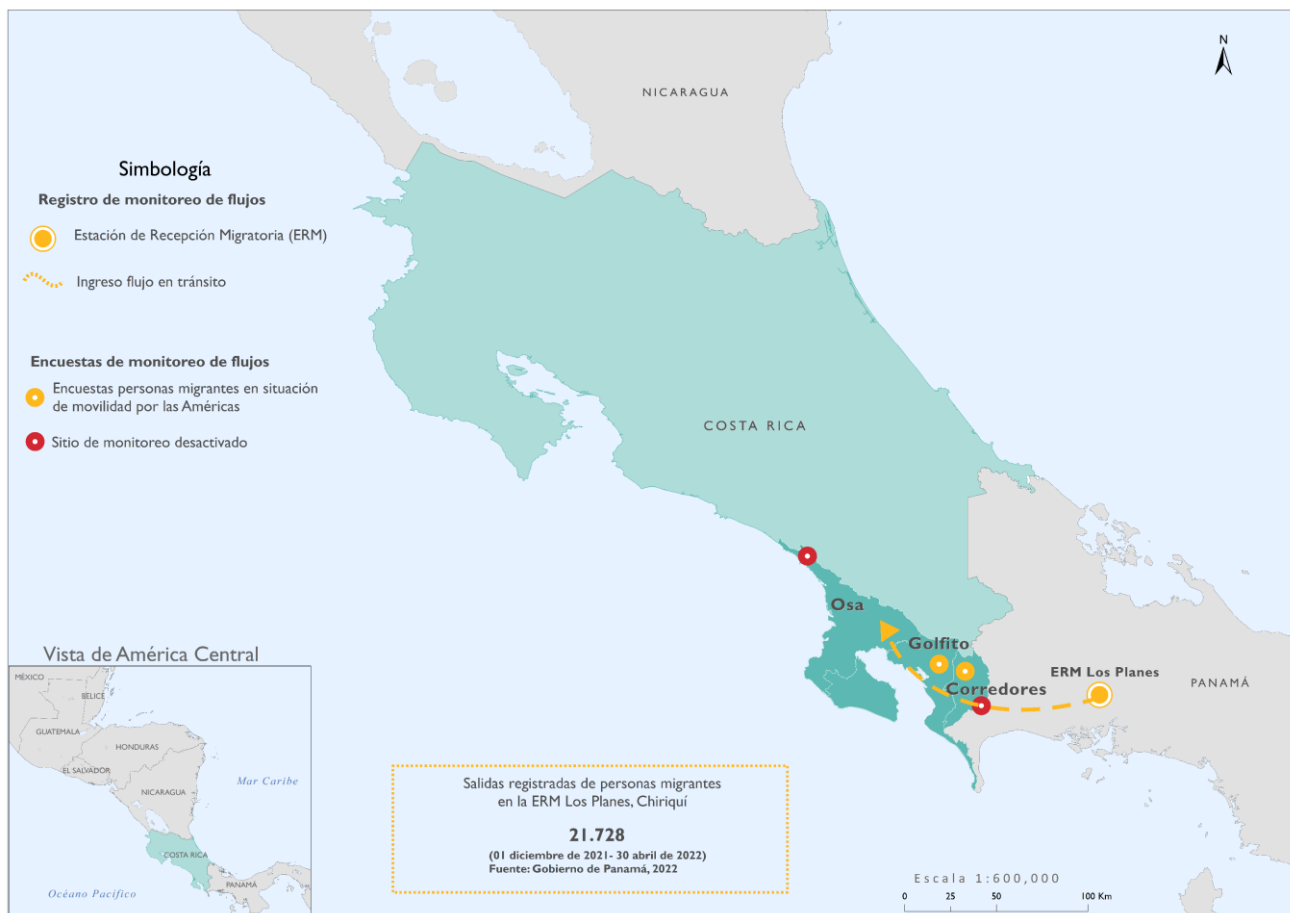 N
NICARAGUA
Simbología
Registro de monitoreo de flujos
Estación de Recepción Migratoria (ERM)
Ingreso flujo en tránsito
Encuestas de monitoreo de flujos
Encuestas personas migrantes en situación
de movilidad por las Américas
Sitio de monitoreo desactivado
COSTA RICA
Osa
Golfito
Corredores
ERM Los Planes
PANAMÁ
Vista de América Central
MÉXICO
BELICE
GUATEMALA
HONDURAS
EL SALVADOR
NICARAGUA
Mar Caribe
COSTA RICA
PANAMÁ
Océano Pacífico
Salidas registradas de personas migrantes
en la ERM Los Planes, Chiriquí
21.728
(01 diciembre de 2021- 30 abril de 2022)
Fuente: Gobierno de Panamá, 2022
Escala 1:600,000
0 25 50 100 Km